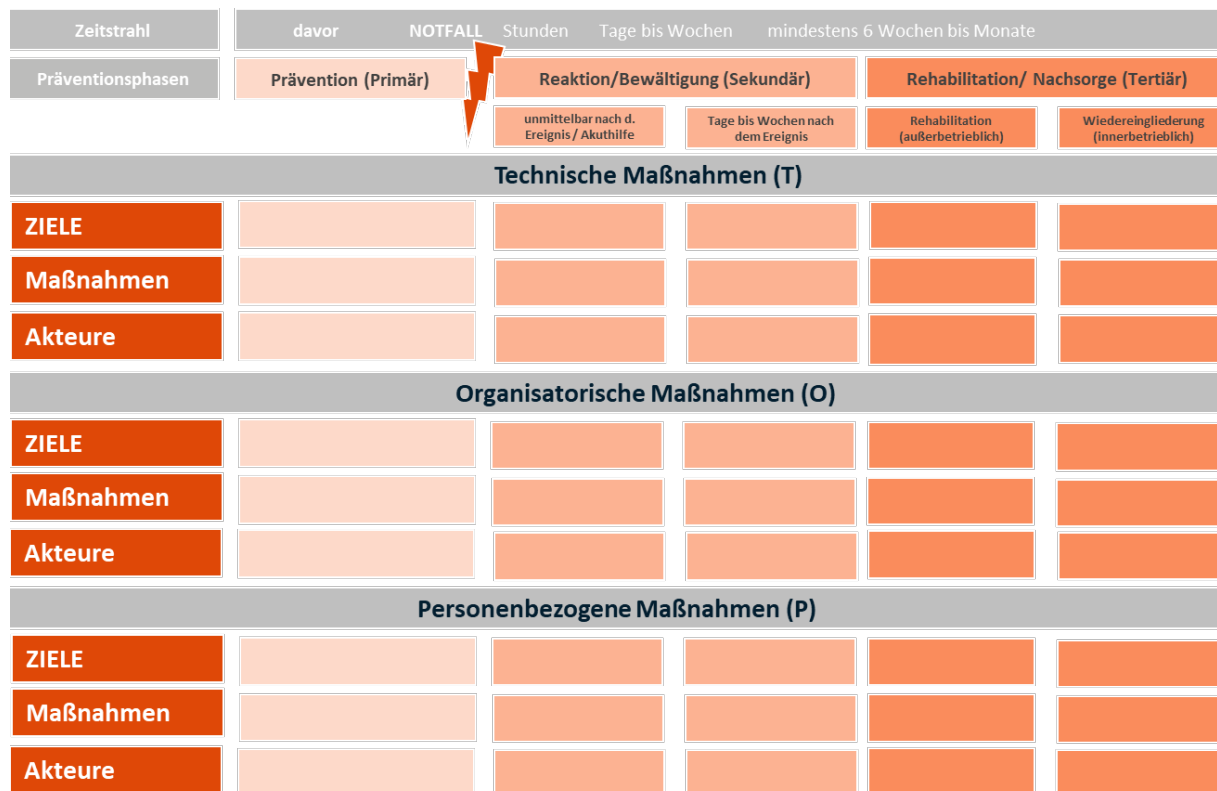 Zeitstrahl davor NOTFALL Stunden Tage bis Wochen mindestens 6 Wochen bis Monate
Präventionsphasen Prävention (Primär) Reaktion/Bewältigung (Sekundär) Rehabilitation/ Nachsorge (Tertiär)
unmittelbar nach d.
Ereignis / Akuthilfe
Tage bis Wochen nach
dem Ereignis
Rehabilitation
(außerbetrieblich)
Wiedereingliederung
(innerbetrieblich)
Technische Maßnahmen (T)
ZIELE
Maßnahmen
Akteure
Organisatorische Maßnahmen (O)
ZIELE
Maßnahmen
Akteure
Personenbezogene Maßnahmen (P)
ZIELE
Maßnahmen
Akteure